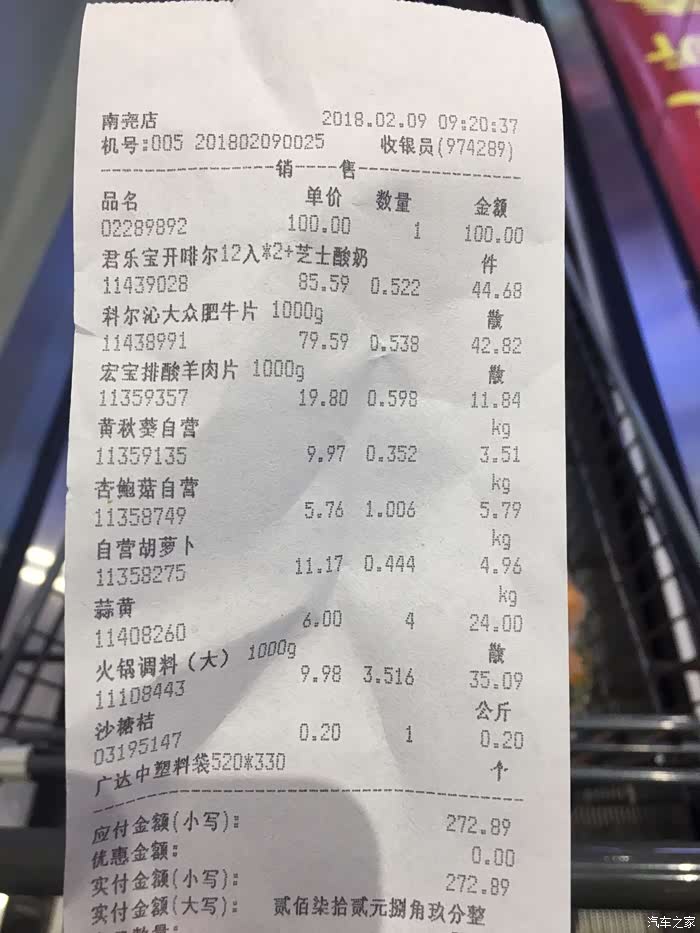 南尧店 2018.02.09 09:20:37
机号:005 201802090025 收银员(974289)
销 售
品名 单价 数量 金额
02289892 100.00 1 100.00
君乐宝开啡尔12入*2+芝士酸奶 件
11439028 85.59 0.522 44.68
科尔沁大众肥牛片 1000g 散
11438991 79.59 0.538 42.82
宏宝排酸羊肉片 1000g 散
11359357 19.80 0.598 11.84
黄秋葵自营 kg
11359135 9.97 0.352 3.51
杏鲍菇自营 kg
11358749 5.76 1.006 5.79
自营胡萝卜 kg
11358275 11.17 0.444 4.96
蒜黄 kg
11408260 6.00 4 24.00
火锅调料(大) 1000g 散
11108443 9.98 3.516 35.09
沙糖桔 公斤
03195147 0.20 1 0.20
广达中塑料袋520*330 个
应付金额(小写): 272.89
优惠金额: 0.00
实付金额(小写): 272.89
实付金额(大写): 贰佰柒拾贰元捌角玖分整
汽车之家